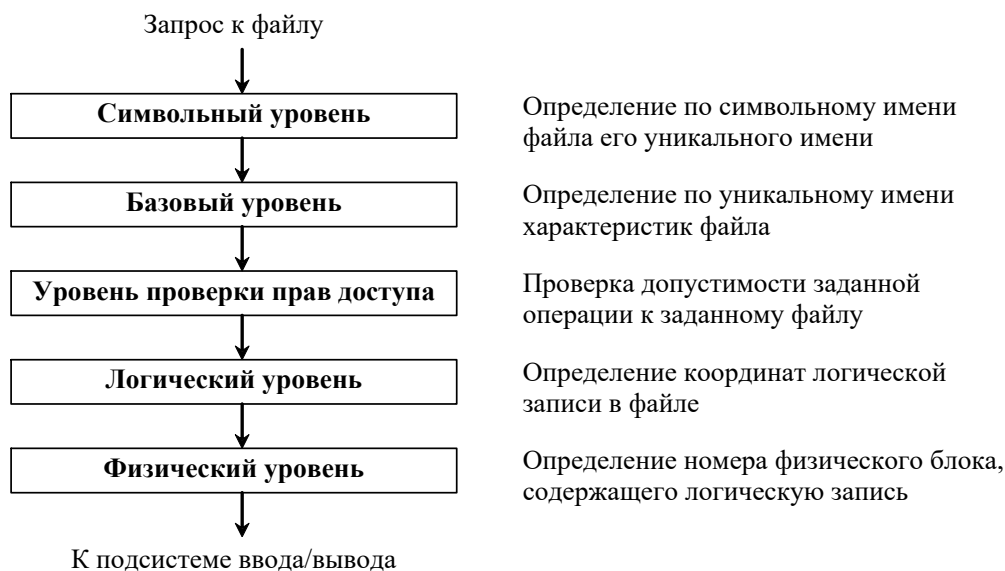 Запрос к файлу
Символьный уровень
Определение по символьному имени
файла его уникального имени
Базовый уровень
Определение по уникальному имени
характеристик файла
Уровень проверки прав доступа
Проверка допустимости заданной
операции к заданному файлу
Логический уровень
Определение координат логической
записи в файле
Физический уровень
Определение номера физического блока,
содержащего логическую запись
К подсистеме ввода/вывода